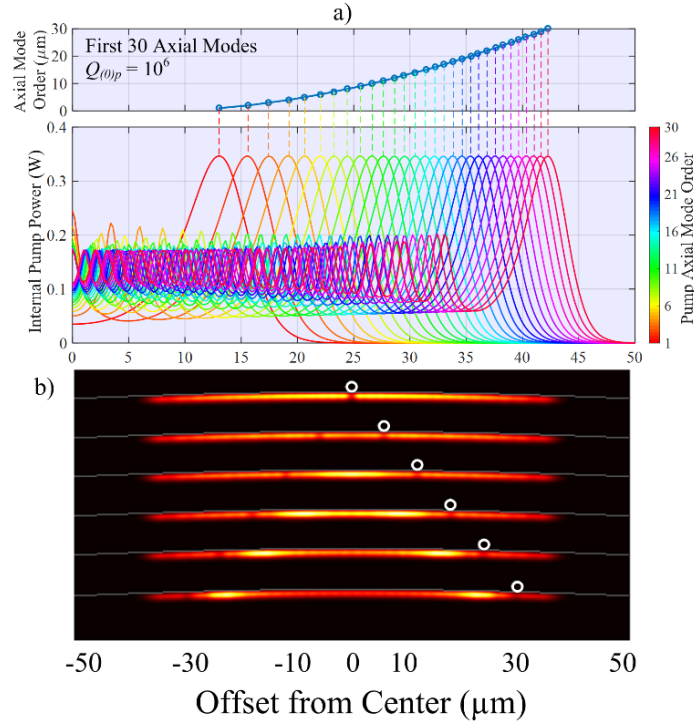 a)
Axial Mode
Order (µm)
30
20
10
0
First 30 Axial Modes
Q(0)p = 10^6
Internal Pump Power (W)
0.4
0.3
0.2
0.1
0
0 5 10 15 20 25 30 35 40 45 50
Pump Axial Mode Order
30
26
21
16
11
6
1
b)
-50 -30 -10 0 10 30 50
Offset from Center (µm)